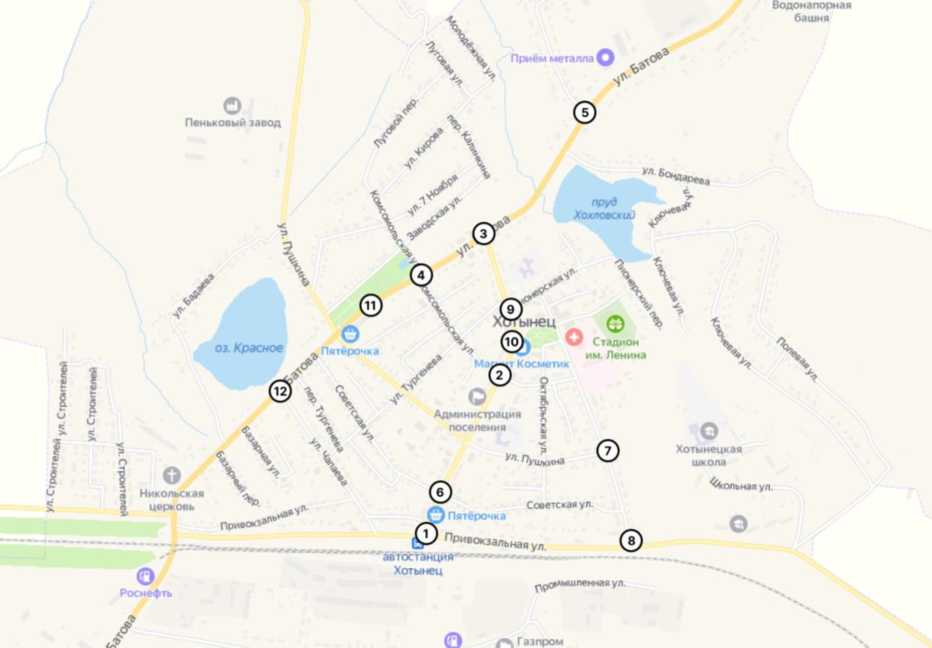 Водонапорная
башня
Молодёжная ул.
Луговая ул.
Приём металла
ул. Батова
5
Пеньковый завод
Луговой пер.
ул. Кирова
пер. Калинина
ул. Бондарева
пруд
Хохловский
Ключевая ул.
ул. 7 Ноября
Заводская ул.
Комсомольская ул.
3
ул.
ова
ул. Пушкина
4
ул. Бадаева
11
9
онерская ул.
Пионерский пер.
Ключевая ул.
Хотынец
10
Комсомольская ул.
Стадион
им. Ленина
Ключевая ул.
Полевая ул.
оз. Красное
Пятёрочка
Магнит Косметик
2
Батова
12
ул. Тургенева
Октябрьская ул.
Администрация
поселения
пер. Тургенева
Советская ул.
ул. Строителей
ул. Строителей
ул. Строителей
ул. Строителей
Базарная ул.
ул. Чапаева
7
Хотынецкая
школа
ул. Пушкина
Базарный пер.
Никольская
церковь
6
Школьная ул.
Советская ул.
Привокзальная ул.
Пятёрочка
1
Привокзальная ул.
8
автостанция
Хотынец
Роснефть
Промышленная ул.
Батова
Газпром